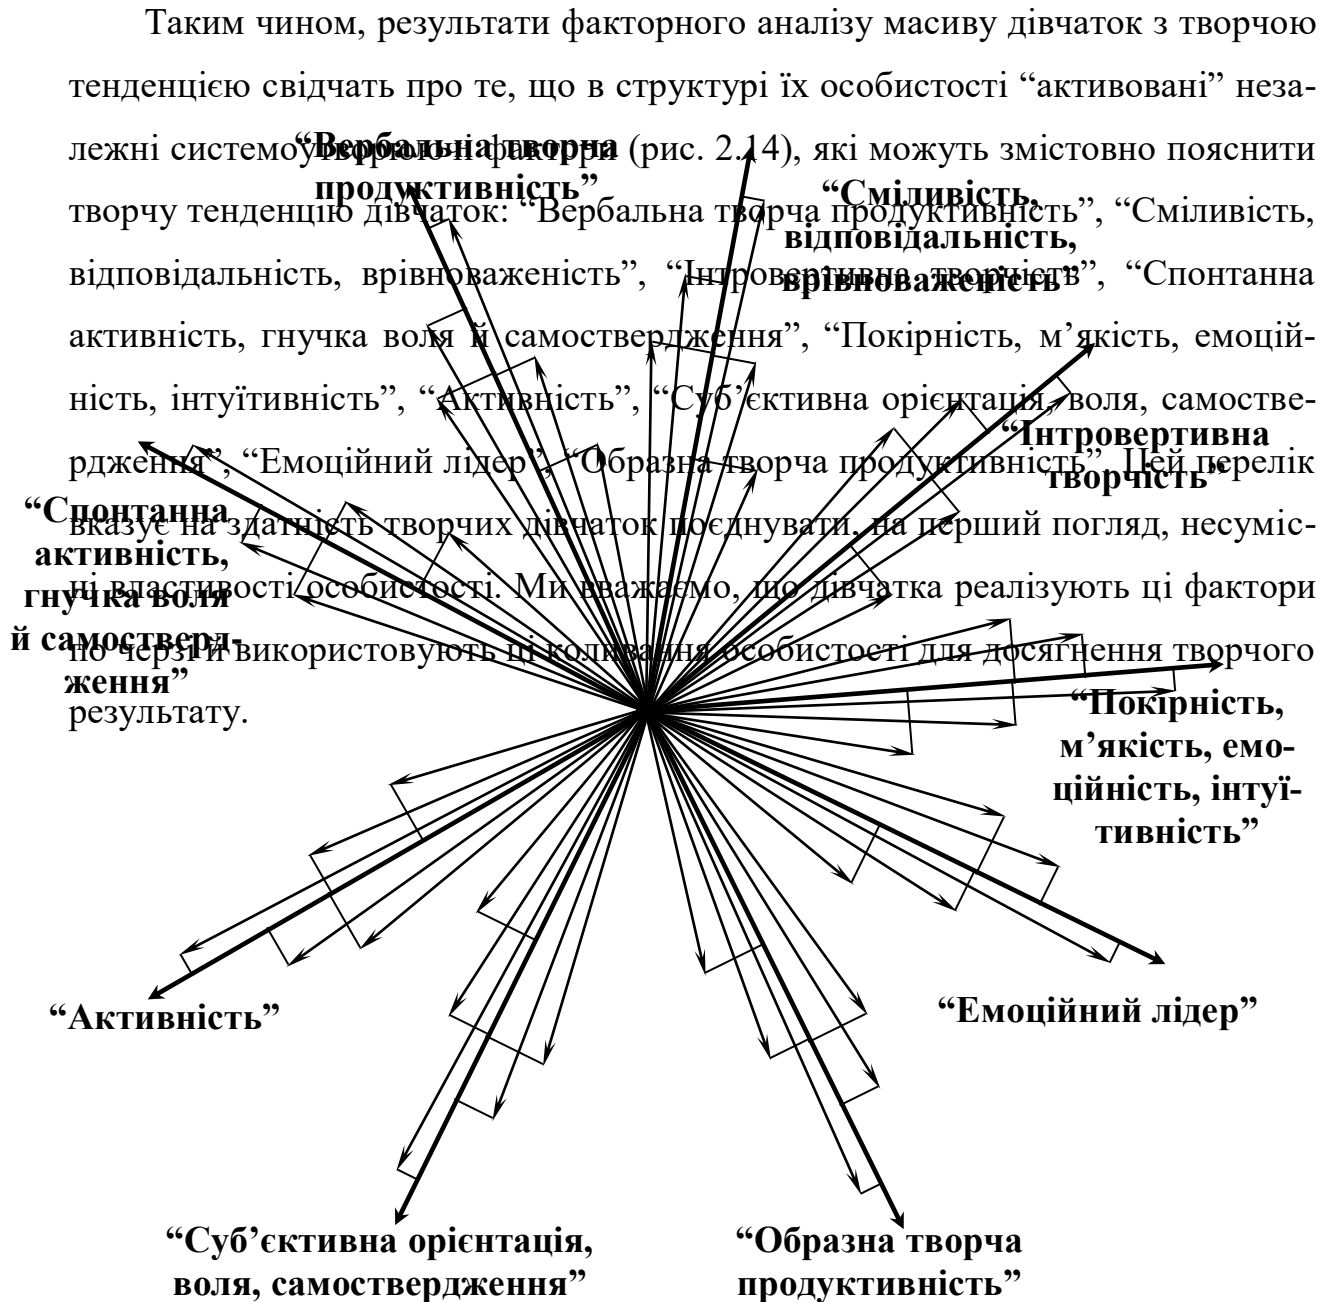 Таким чином, результати факторного аналізу масиву дівчаток з творчою
тенденцією свідчать про те, що в структурі їх особистості “активовані” неза-
лежні системоутворюючі фактори (рис. 2.14), які можуть змістовно пояснити
творчу тенденцію дівчаток: “Вербальна творча продуктивність”, “Сміливість,
відповідальність, врівноваженість”, “Інтровертивна творчість”, “Спонтанна
активність, гнучка воля й самоствердження”, “Покірність, м’якість, емоцій-
ність, інтуїтивність”, “Активність”, “Суб’єктивна орієнтація, воля, самостве-
рдження”, “Емоційний лідер”, “Образна творча продуктивність”. Цей перелік
вказує на здатність творчих дівчаток поєднувати, на перший погляд, несуміс-
ні властивості особистості. Ми вважаємо, що дівчатка реалізують ці фактори
по черзі й використовують ці коливання особистості для досягнення творчого
результату.
“Вербальна творча
продуктивність”
“Сміливість,
відповідальність,
врівноваженість”
“Інтровертивна
творчість”
“Спонтанна
активність,
гнучка воля
й самостверд-
ження”
“Покірність,
м’якість, емо-
ційність, інтуї-
тивність”
“Активність”
“Емоційний лідер”
“Суб’єктивна орієнтація,
воля, самоствердження”
“Образна творча
продуктивність”